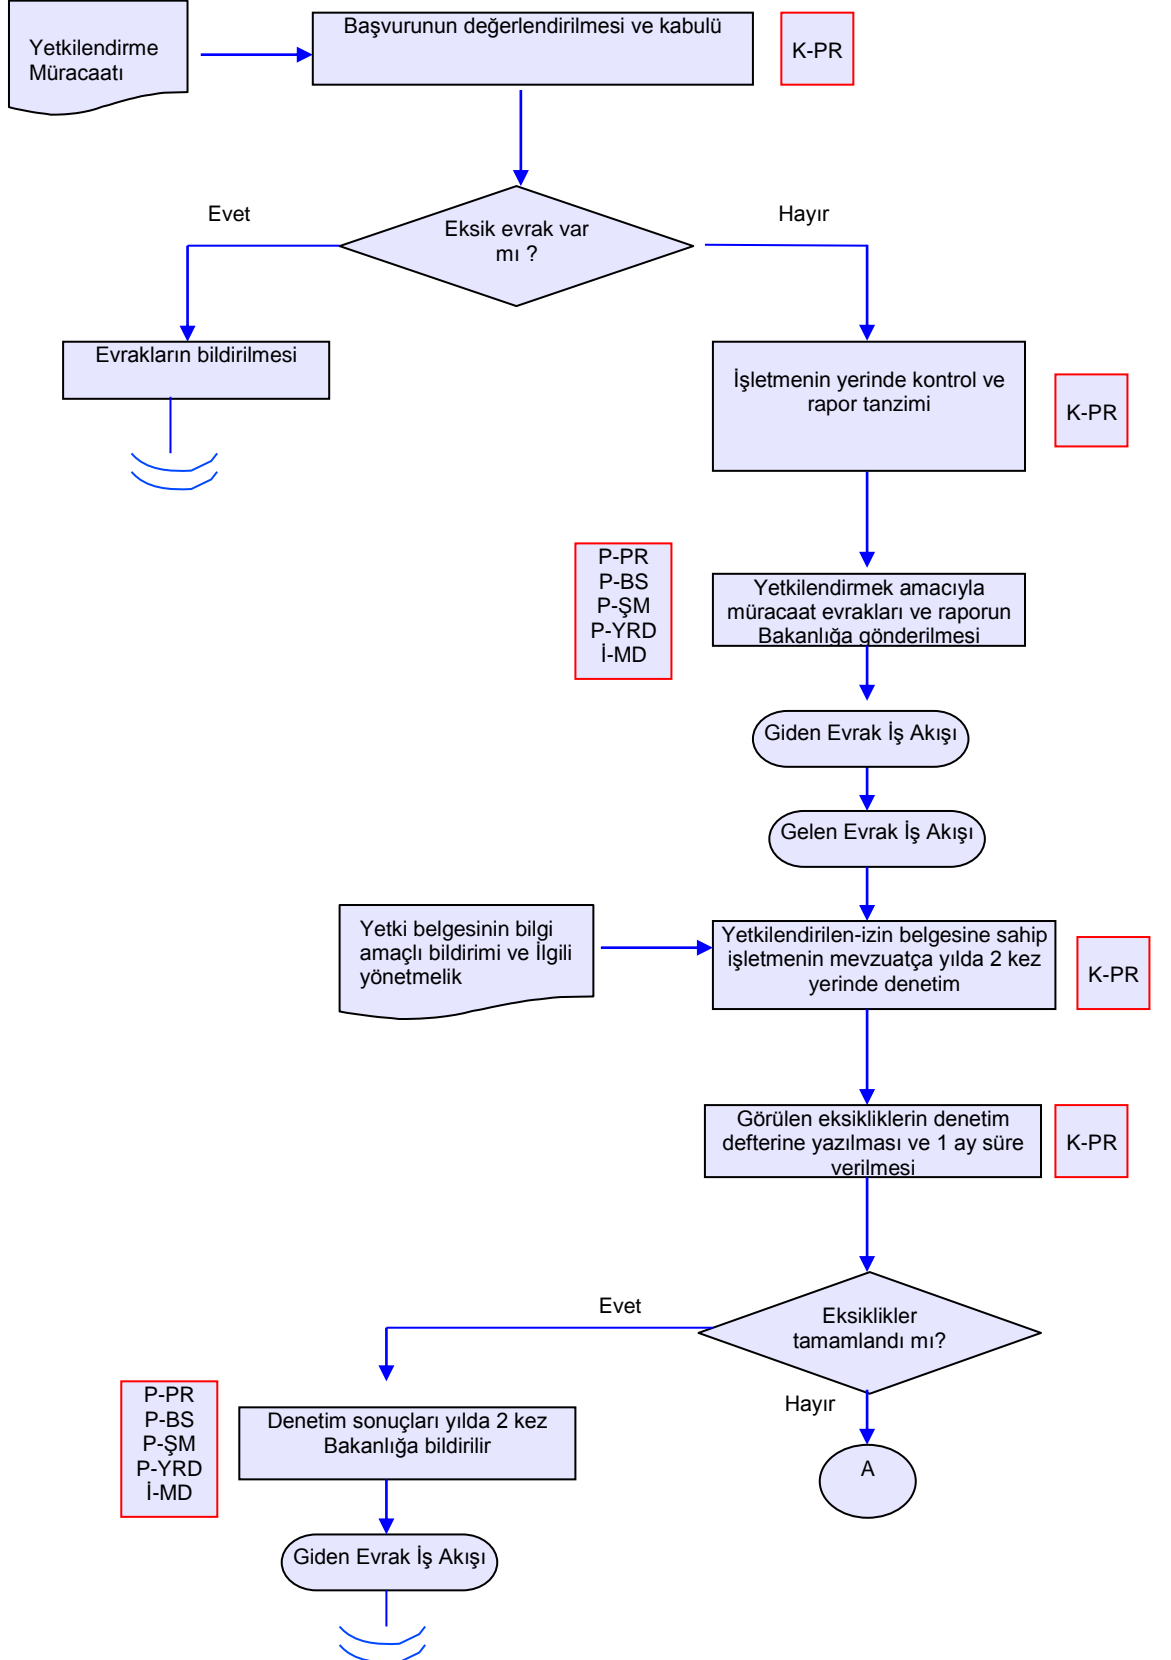 Yetkilendirme
Müracaatı
Başvurunun değerlendirilmesi ve kabulü
K-PR
Evet
Hayır
Eksik evrak var
mı ?
Evrakların bildirilmesi
İşletmenin yerinde kontrol ve
rapor tanzimi
K-PR
P-PR
P-BS
P-ŞM
P-YRD
İ-MD
Yetkilendirmek amacıyla
müracaat evrakları ve raporun
Bakanlığa gönderilmesi
Giden Evrak İş Akışı
Gelen Evrak İş Akışı
Yetki belgesinin bilgi
amaçlı bildirimi ve İlgili
yönetmelik
Yetkilendirilen-izin belgesine sahip
işletmenin mevzuatça yılda 2 kez
yerinde denetim
K-PR
Görülen eksikliklerin denetim
defterine yazılması ve 1 ay süre
verilmesi
K-PR
Evet
Eksiklikler
tamamlandı mı?
Hayır
A
P-PR
P-BS
P-ŞM
P-YRD
İ-MD
Denetim sonuçları yılda 2 kez
Bakanlığa bildirilir
Giden Evrak İş Akışı